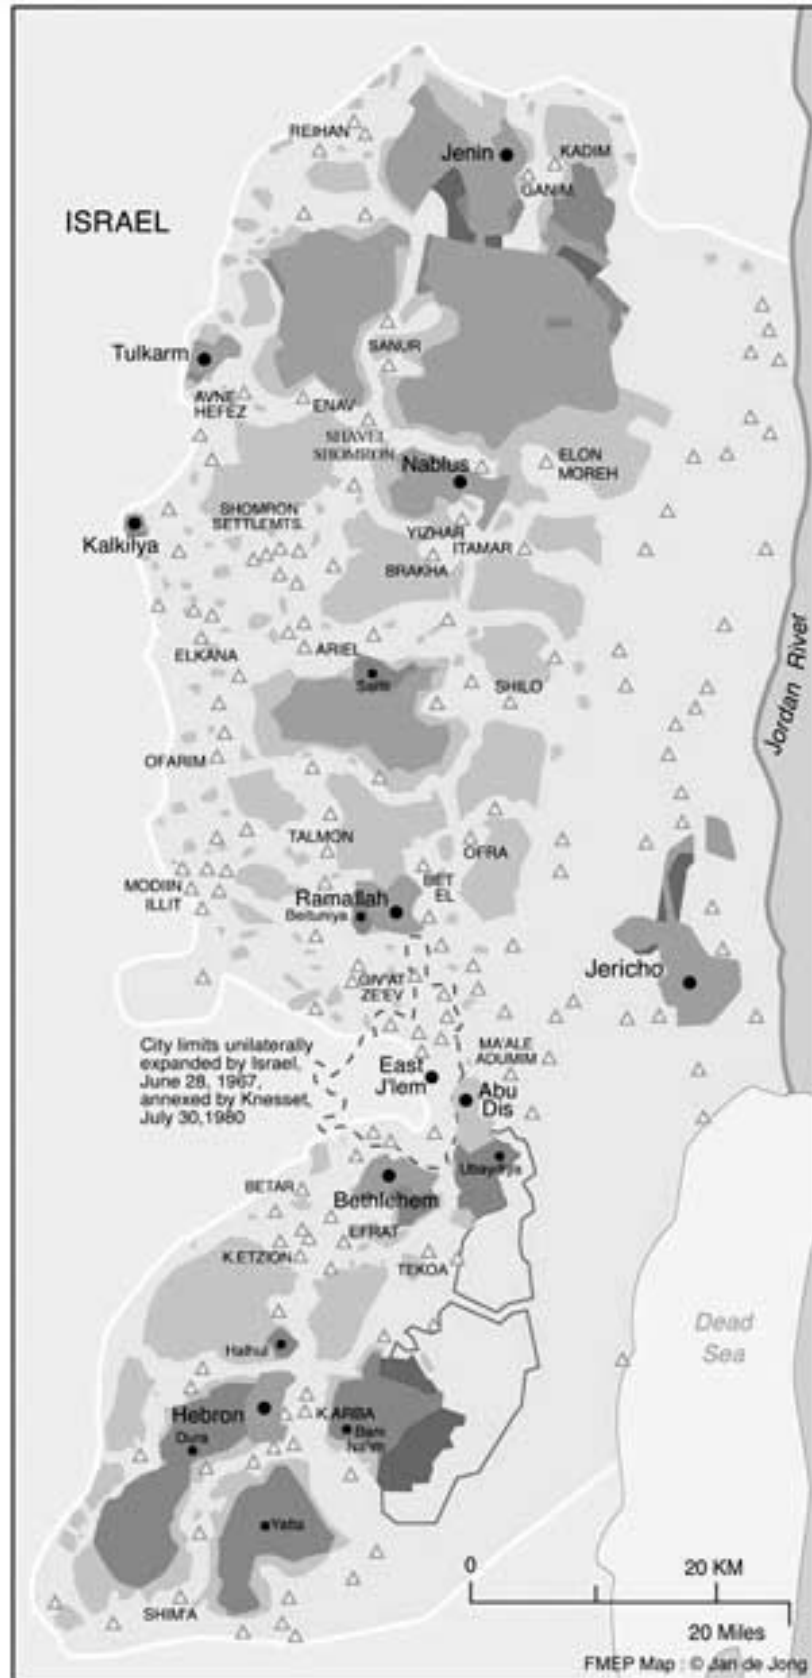 REIHAN
Jenin
KADIM
GANIM
ISRAEL
SANUR
Tulkarm
AVNE
HEFEZ
ENAV
SHAVEI
SHOMRON
Nablus
ELON
MOREH
SHOMRON
SETTLEMTS.
Kalkilya
YIZHAR
ITAMAR
BRAKHA
ELKANA
ARIEL
Salfit
SHILO
Jordan River
OFARIM
TALMON
OFRA
MODIIN
ILLIT
BET
EL
Ramallah
Beituniya
Jericho
GIV'AT
ZE'EV
City limits unilaterally
expanded by Israel,
June 28, 1967,
annexed by Knesset,
July 30,1980
East
J'lem
MA'ALE
ADUMIM
Abu
Dis
Ubaydiya
BETAR
Bethlehem
EFRAT
K.ETZION
TEKOA
Dead
Sea
Halhul
Hebron
K.ARBA
Dura
Bani
Na'im
Yatta
SHIM'A
0
20 KM
20 Miles
FMEP Map : © Jan de Jong